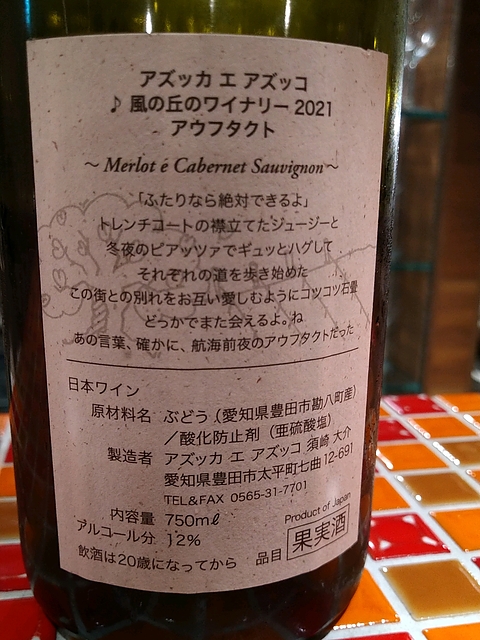 アズッカ エ アズッコ
♪ 風の丘のワイナリー 2021
アウフタクト
～ Merlot é Cabernet Sauvignon～
「ふたりなら絶対できるよ」
トレンチコートの襟立てたジュージーと
冬夜のピアッツァでギュッとハグして
それぞれの道を歩き始めた
この街との別れをお互い愛しむようにコツコツ石畳
どっかでまた会えるよ。ね
あの言葉、確かに、航海前夜のアウフタクトだった
日本ワイン
原材料名 ぶどう（愛知県豊田市勘八町産）
／酸化防止剤（亜硫酸塩）
製造者 アズッカ エ アズッコ 須崎 大介
愛知県豊田市太平町七曲12-691
TEL&FAX 0565-31-7701
内容量 750mℓ
Product of Japan
アルコール分 12%
品目 果実酒
飲酒は20歳になってから